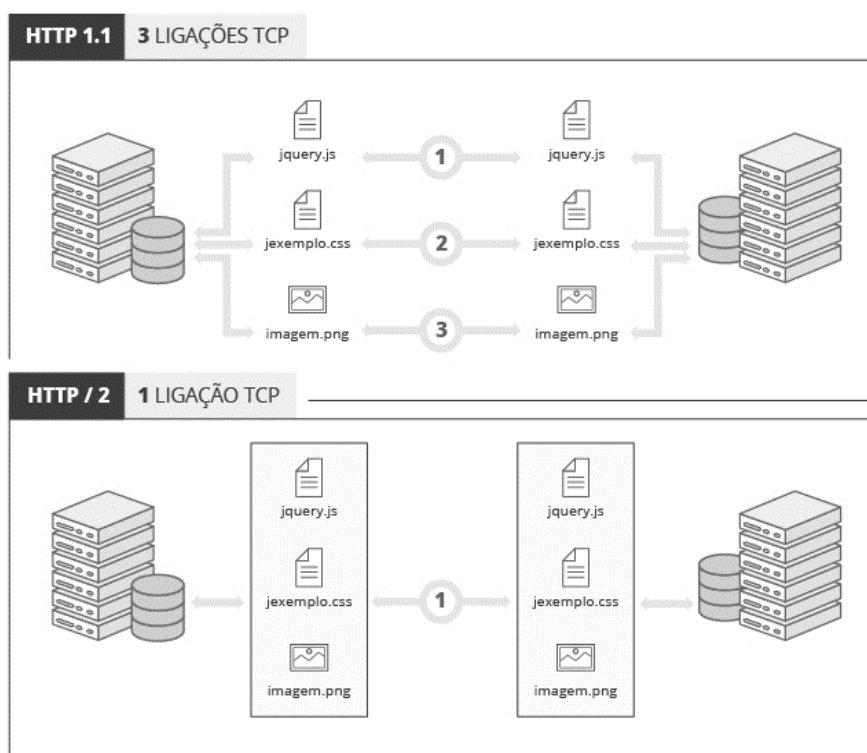 HTTP 1.1 3 LIGAÇÕES TCP
jquery.js 1 jquery.js
jexemplo.css 2 jexemplo.css
imagem.png 3 imagem.png
HTTP / 2 1 LIGAÇÃO TCP
jquery.js jquery.js
jexemplo.css 1 jexemplo.css
imagem.png imagem.png